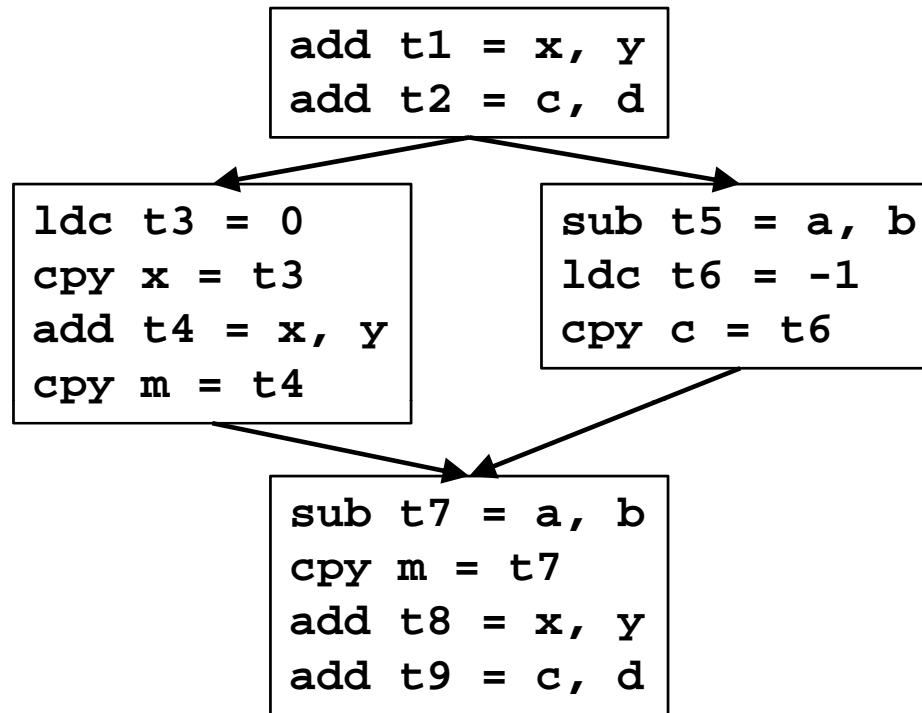 add t1 = x, y
add t2 = c, d
ldc t3 = 0
cpy x = t3
add t4 = x, y
cpy m = t4
sub t5 = a, b
ldc t6 = -1
cpy c = t6
sub t7 = a, b
cpy m = t7
add t8 = x, y
add t9 = c, d